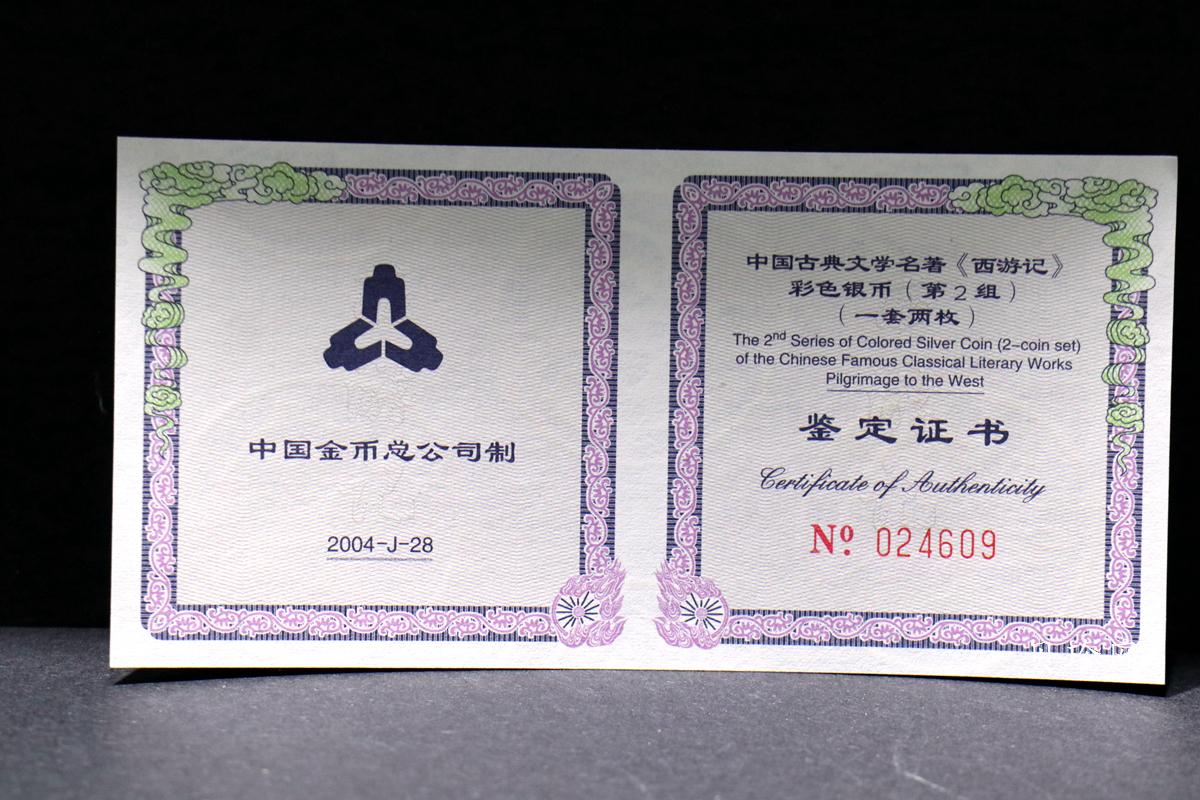 中国金币总公司制
2004-J-28
中国古典文学名著《西游记》
彩色银币（第2组）
（一套两枚）
The 2nd Series of Colored Silver Coin (2-coin set)
of the Chinese Famous Classical Literary Works
Pilgrimage to the West
鉴定证书
Certificate of Authenticity
Nº. 024609